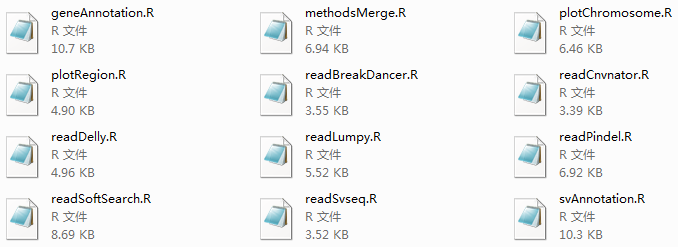 geneAnnotation.R
R 文件
10.7 KB
methodsMerge.R
R 文件
6.94 KB
plotChromosome.R
R 文件
6.46 KB
plotRegion.R
R 文件
4.90 KB
readBreakDancer.R
R 文件
3.55 KB
readCnvnator.R
R 文件
3.39 KB
readDelly.R
R 文件
4.96 KB
readLumpy.R
R 文件
5.52 KB
readPindel.R
R 文件
6.92 KB
readSoftSearch.R
R 文件
8.69 KB
readSvseq.R
R 文件
3.52 KB
svAnnotation.R
R 文件
10.3 KB